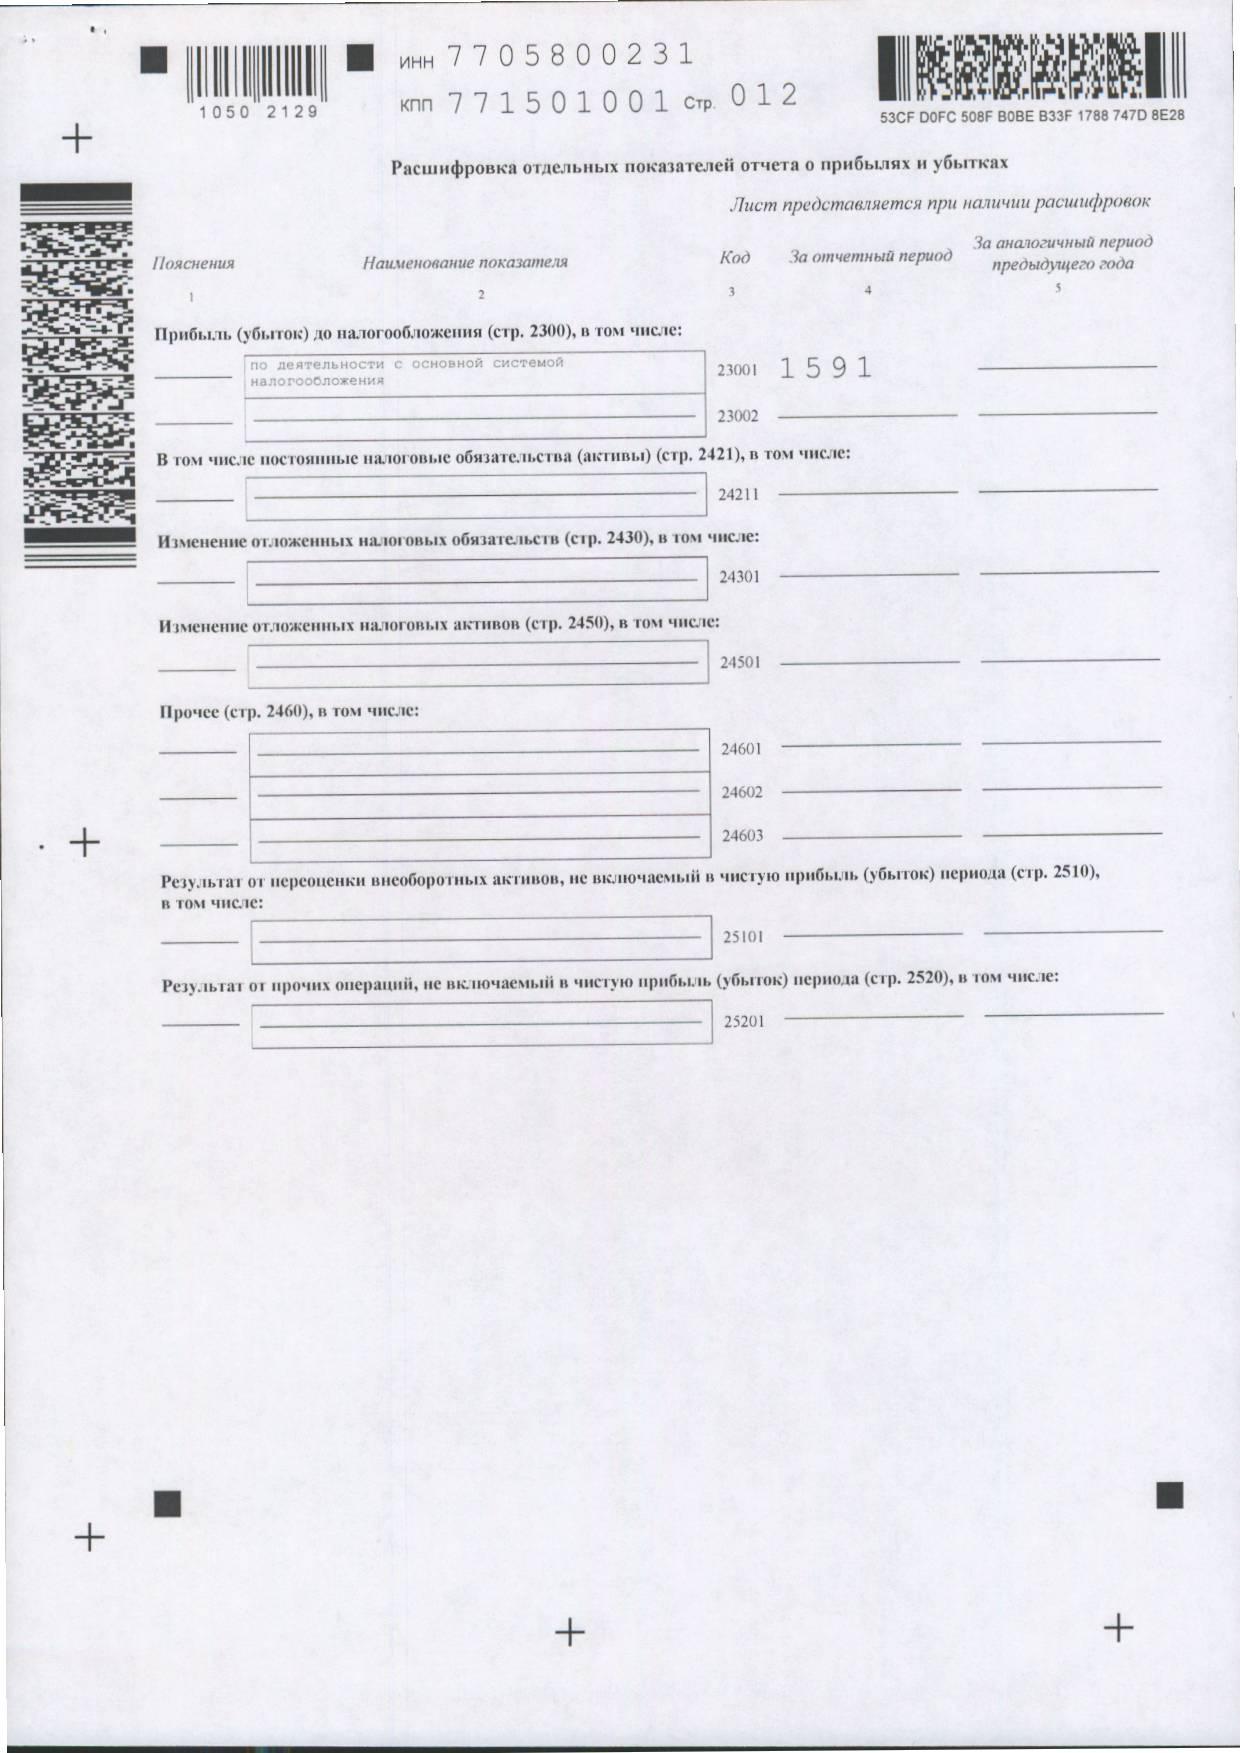 ИНН 7705800231
1050 2129
КПП 771501001 Стр. 012
53CF D0FC 508F B0BE B33F 1788 747D 8E28
Расшифровка отдельных показателей отчета о прибылях и убытках
Лист представляется при наличии расшифровок
Пояснения Наименование показателя Код За отчетный период За аналогичный период предыдущего года
1 2 3 4 5
Прибыль (убыток) до налогообложения (стр. 2300), в том числе:
по деятельности с основной системой
налогообложения
23001 1591
23002
В том числе постоянные налоговые обязательства (активы) (стр. 2421), в том числе:
24211
Изменение отложенных налоговых обязательств (стр. 2430), в том числе:
24301
Изменение отложенных налоговых активов (стр. 2450), в том числе:
24501
Прочее (стр. 2460), в том числе:
24601
24602
24603
Результат от переоценки внеоборотных активов, не включаемый в чистую прибыль (убыток) периода (стр. 2510),
в том числе:
25101
Результат от прочих операций, не включаемый в чистую прибыль (убыток) периода (стр. 2520), в том числе:
25201